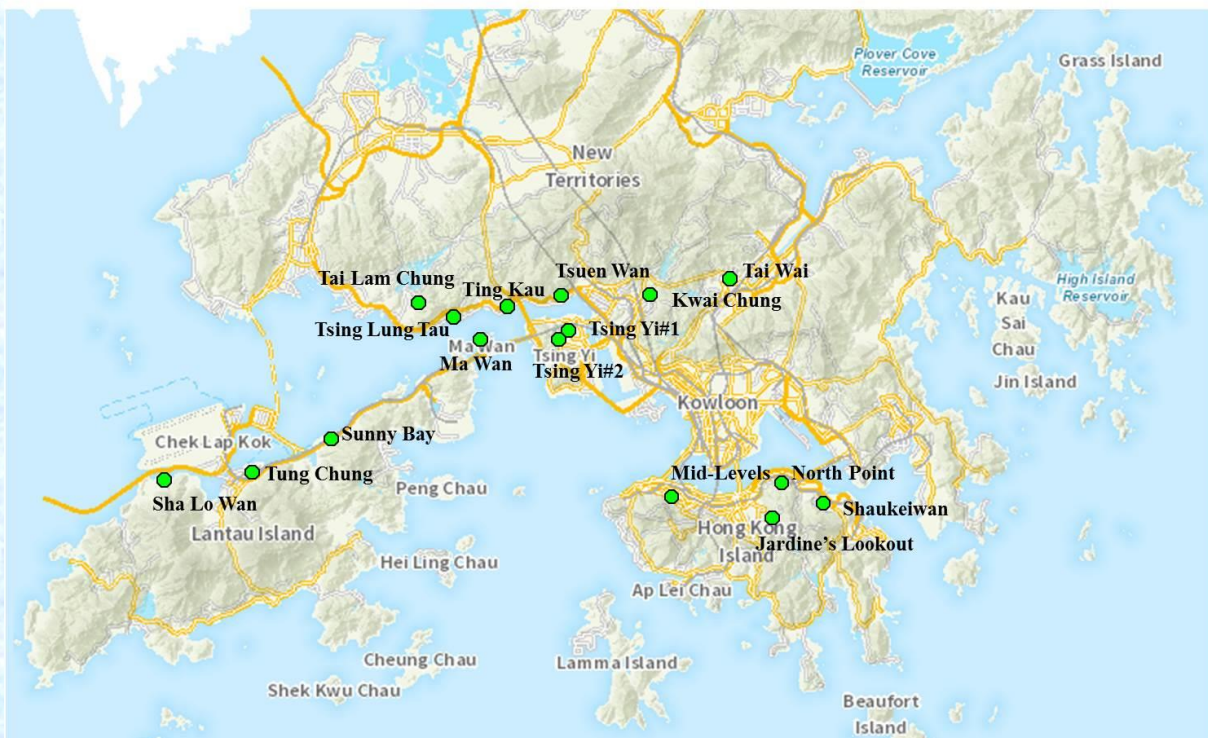 Plover Cove
Reservoir
Grass Island
New
Territories
Tai Lam Chung
Ting Kau
Tsuen Wan
Tai Wai
Kwai Chung
High Island
Reservoir
Kau
Sai
Chau
Tsing Lung Tau
Tsing Yi#1
Ma Wan
Ma Wan
Tsing Yi
Tsing Yi#2
Jin Island
Kowloon
Chek Lap Kok
Sunny Bay
Tung Chung
Sha Lo Wan
Peng Chau
Mid-Levels
North Point
Shaukeiwan
Lantau Island
Hong Kong
Island
Jardine's Lookout
Hei Ling Chau
Ap Lei Chau
Cheung Chau
Lamma Island
Shek Kwu Chau
Beaufort
Island